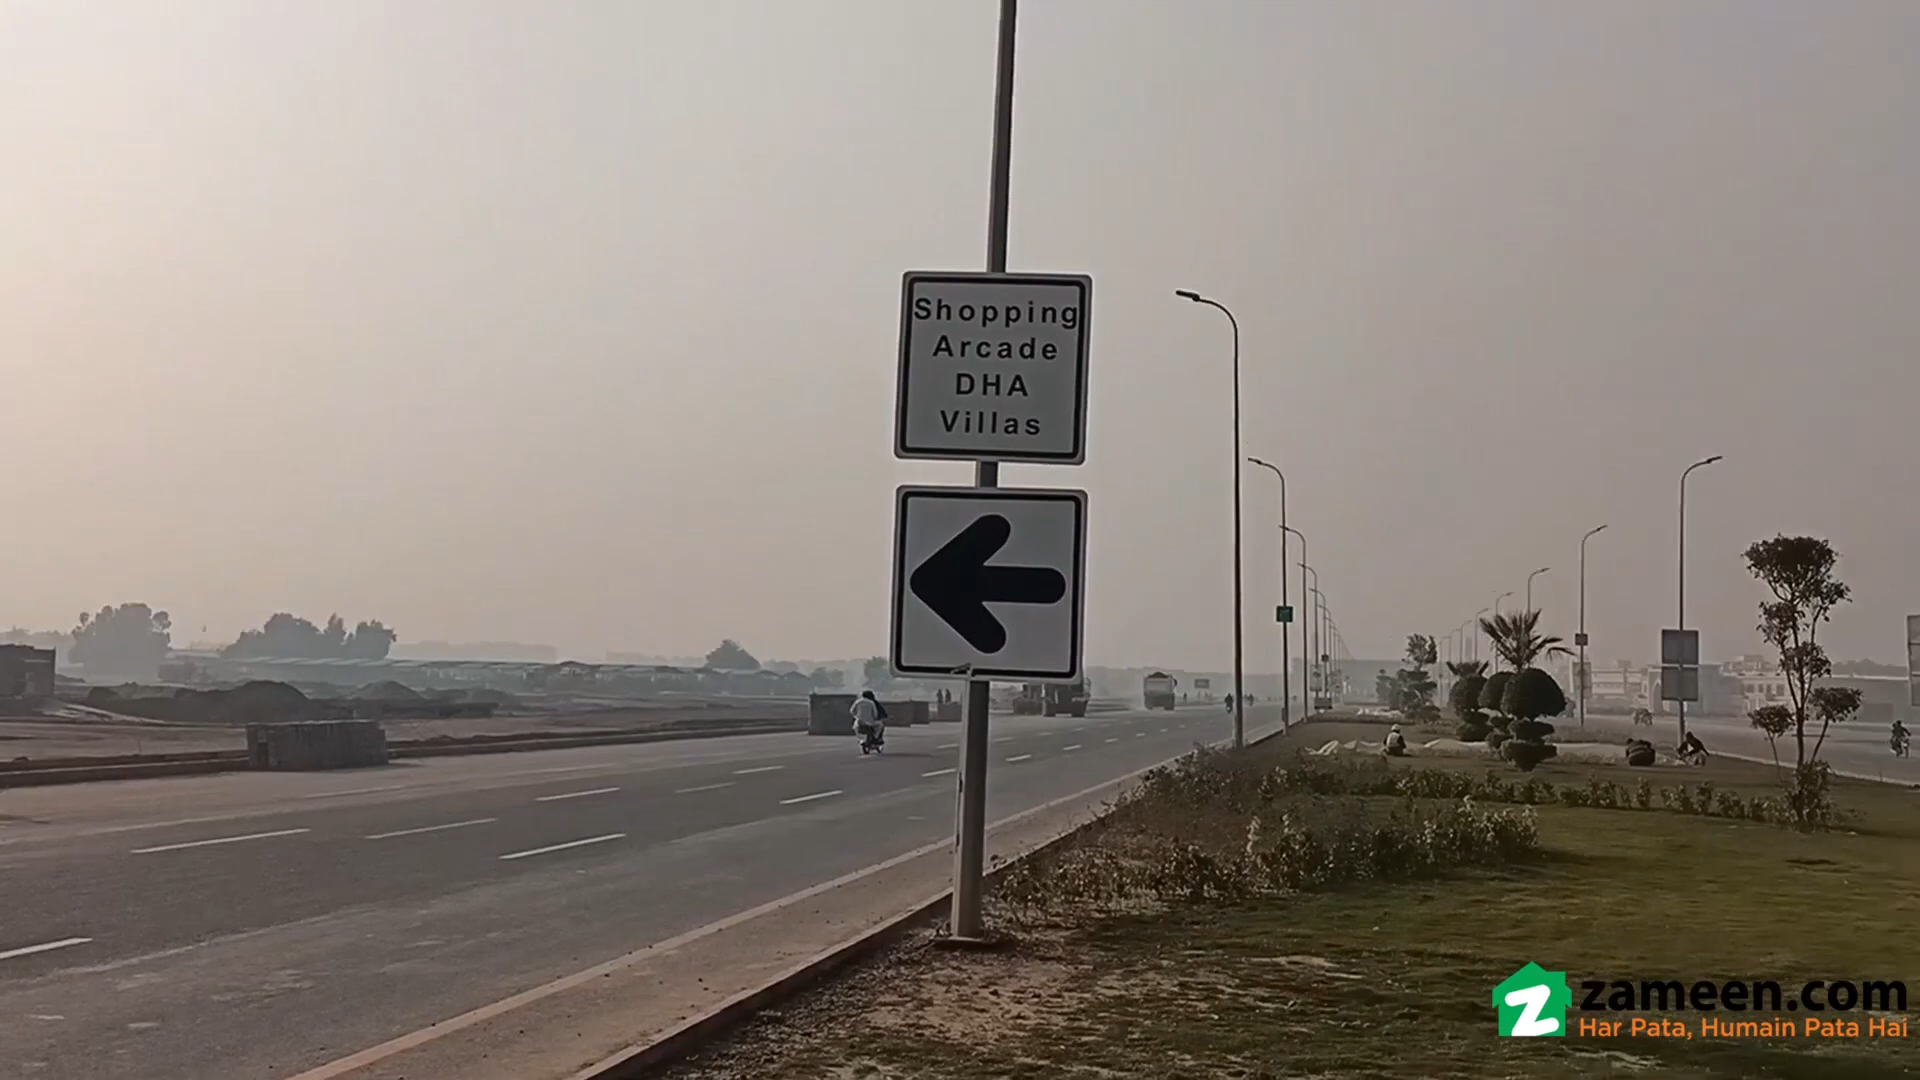 Shopping
Arcade
DHA
Villas
zameen.com
Har Pata, Humain Pata Hai